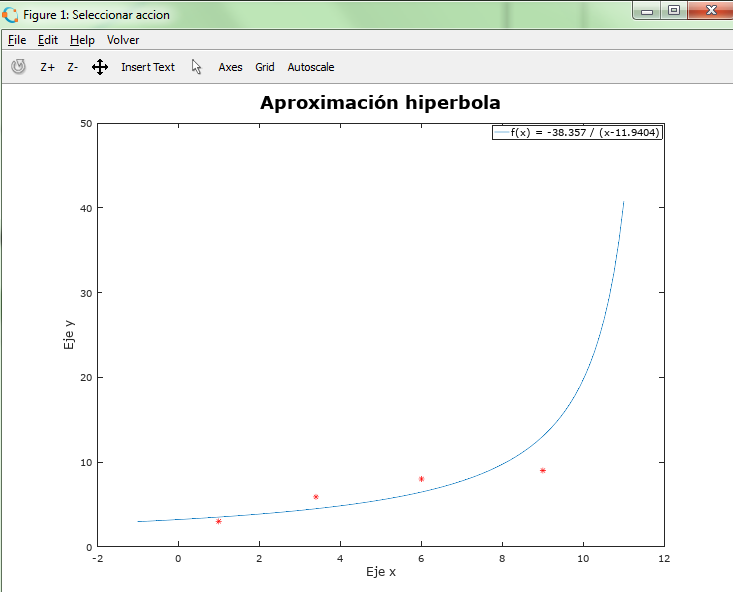 Figure 1: Seleccionar accion
File Edit Help Volver
Z+ Z- Insert Text Axes Grid Autoscale
Aproximación hiperbola
f(x) = -38.357 / (x-11.9404)
50
40
30
20
10
0
Eje y
-2 0 2 4 6 8 10 12
Eje x